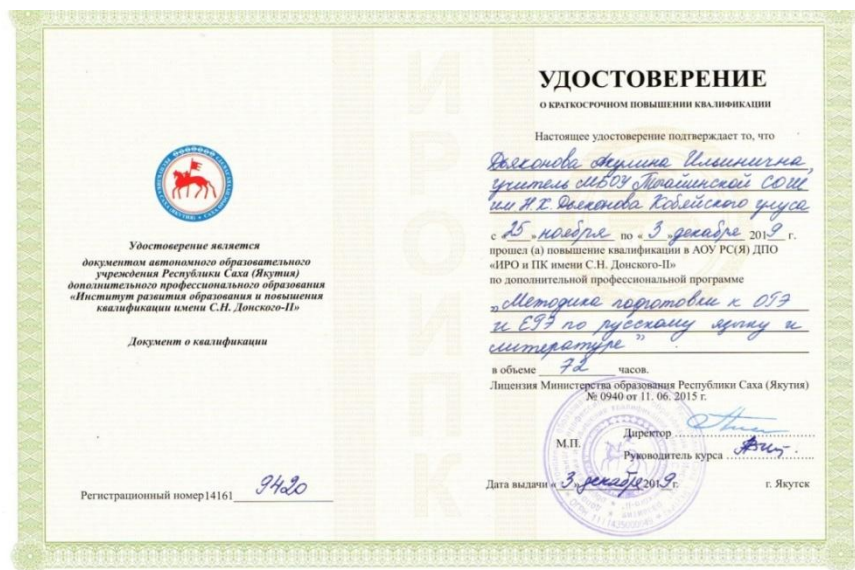 Удостоверение является
документом автономного образовательного
учреждения Республики Саха (Якутия)
дополнительного профессионального образования
«Институт развития образования и повышения
квалификации имени С.Н. Донского-II»
Документ о квалификации
Регистрационный номер 14161 9420
ИРОИПК
УДОСТОВЕРЕНИЕ
О КРАТКОСРОЧНОМ ПОВЫШЕНИИ КВАЛИФИКАЦИИ
Настоящее удостоверение подтверждает то, что
Дьяконова Акулина Ильинична,
учитель МБОУ Тыайинской СОШ
им Н.Х. Дьяконова Кобейского улуса
с «25» ноября по «3» декабре 2019 г.
прошел (а) повышение квалификации в АОУ РС(Я) ДПО
«ИРО и ПК имени С.Н. Донского-II»
по дополнительной профессиональной программе
„Методика подготовки к ОГЭ
и ЕГЭ по русскому языку и
литературе"
в объеме 72 часов.
Лицензия Министерства образования Республики Саха (Якутия)
№ 0940 от 11. 06. 2015 г.
М.П.
Директор
Руководитель курса
Дата выдачи «3» декабре 2019 г. г. Якутск